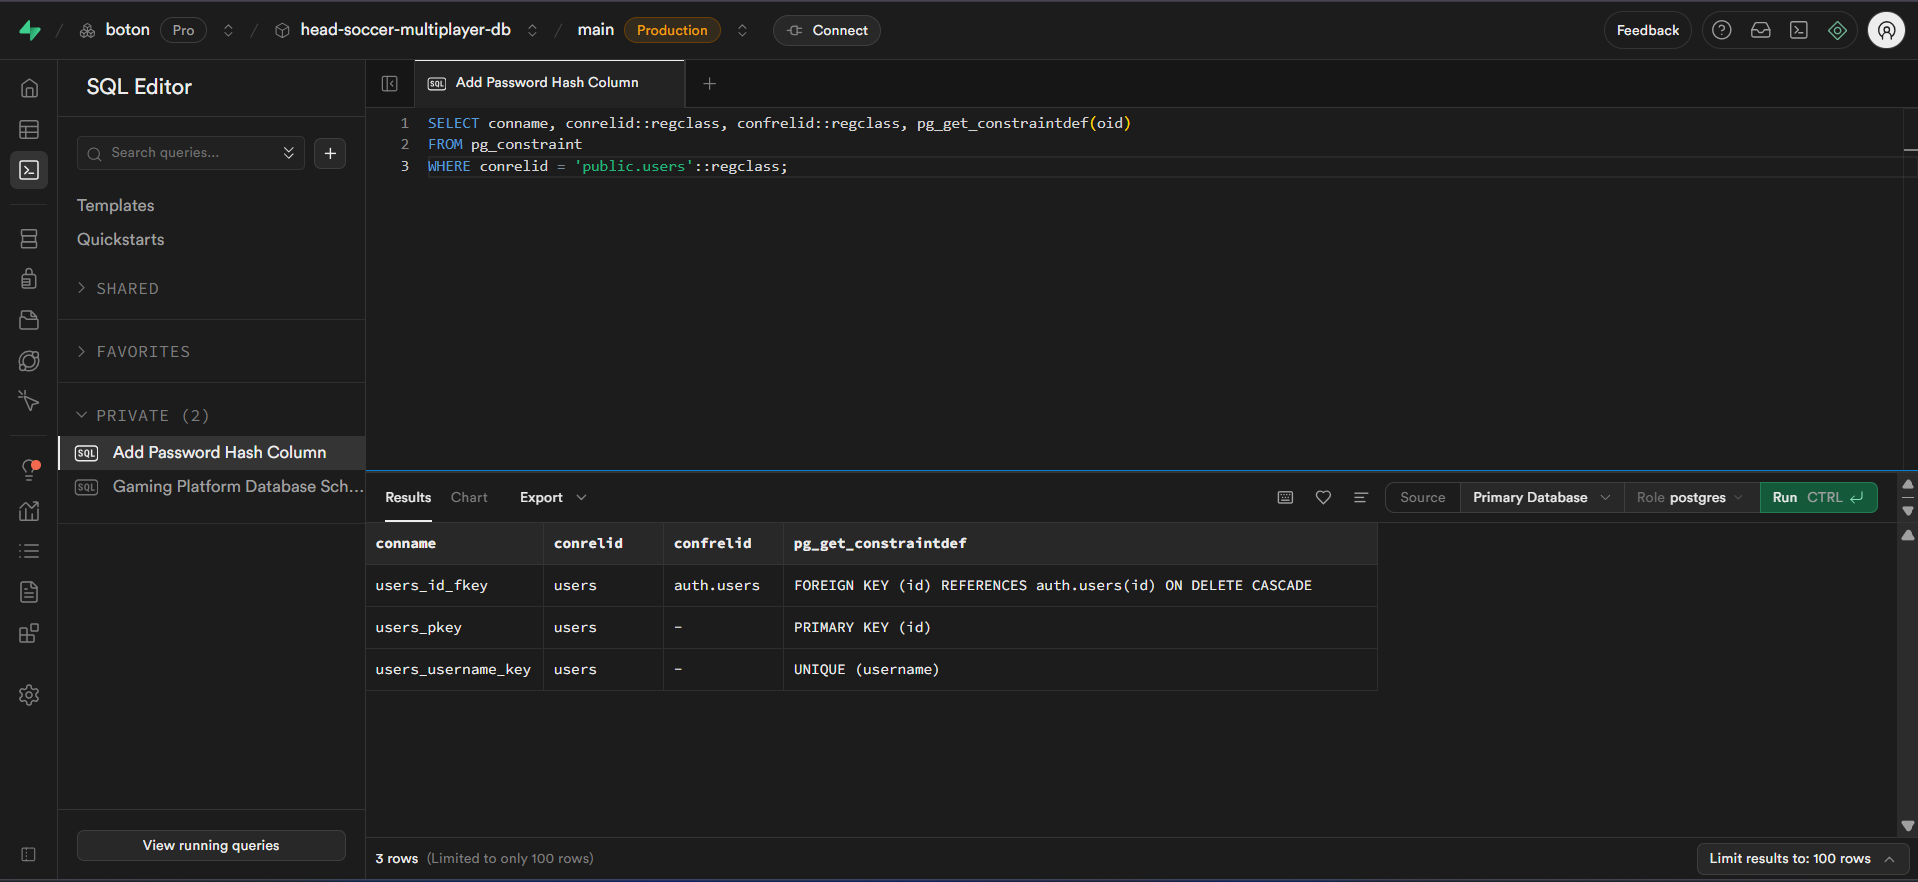 boton
Pro
head-soccer-multiplayer-db
main
Production
Connect
Feedback
SQL Editor
SQL
Add Password Hash Column
Search queries...
Templates
Quickstarts
SHARED
FAVORITES
PRIVATE (2)
SQL
Add Password Hash Column
SQL
Gaming Platform Database Sch...
View running queries
1 SELECT conname, conrelid::regclass, confrelid::regclass, pg_get_constraintdef(oid)
2 FROM pg_constraint
3 WHERE conrelid = 'public.users'::regclass;
Results
Chart
Export
Source
Primary Database
Role postgres
Run CTRL
conname conrelid confrelid pg_get_constraintdef
users_id_fkey users auth.users FOREIGN KEY (id) REFERENCES auth.users(id) ON DELETE CASCADE
users_pkey users - PRIMARY KEY (id)
users_username_key users - UNIQUE (username)
3 rows (Limited to only 100 rows)
Limit results to: 100 rows